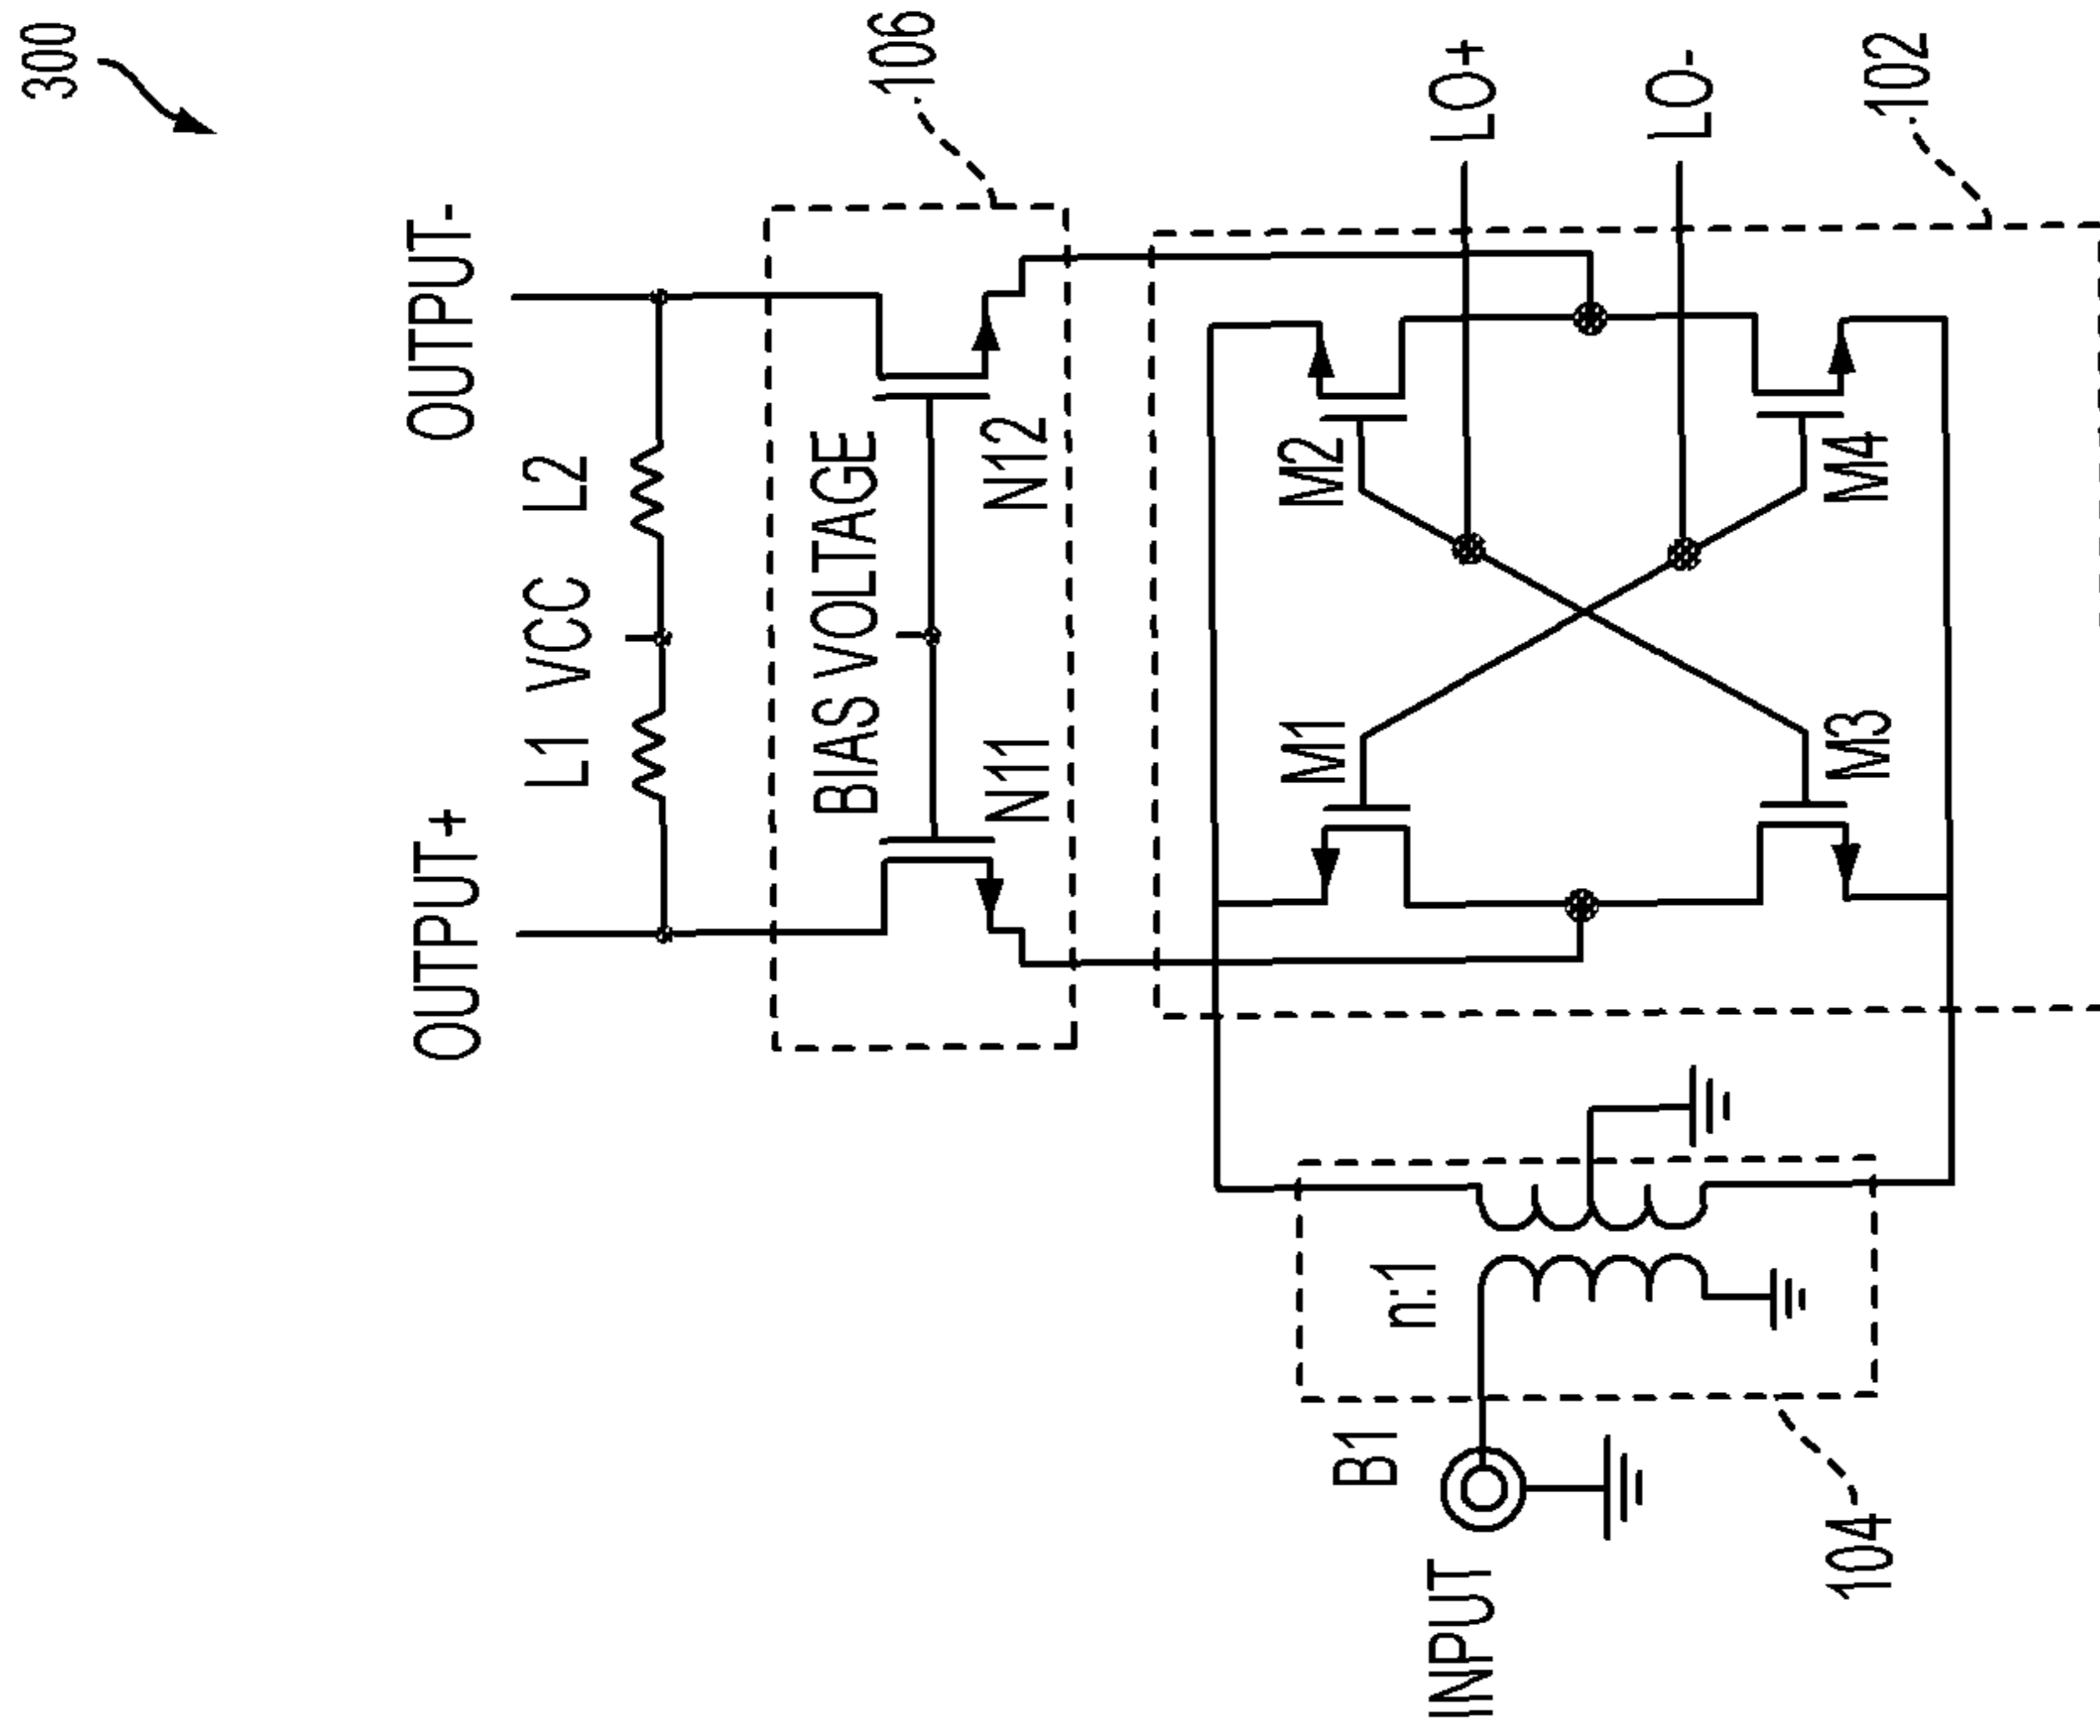 300
OUTPUT+
OUTPUT-
L1 VCC L2
BIAS VOLTAGE
N11
N12
106
INPUT
B1
n:1
104
M1
M2
LO+
LO-
M3
M4
102